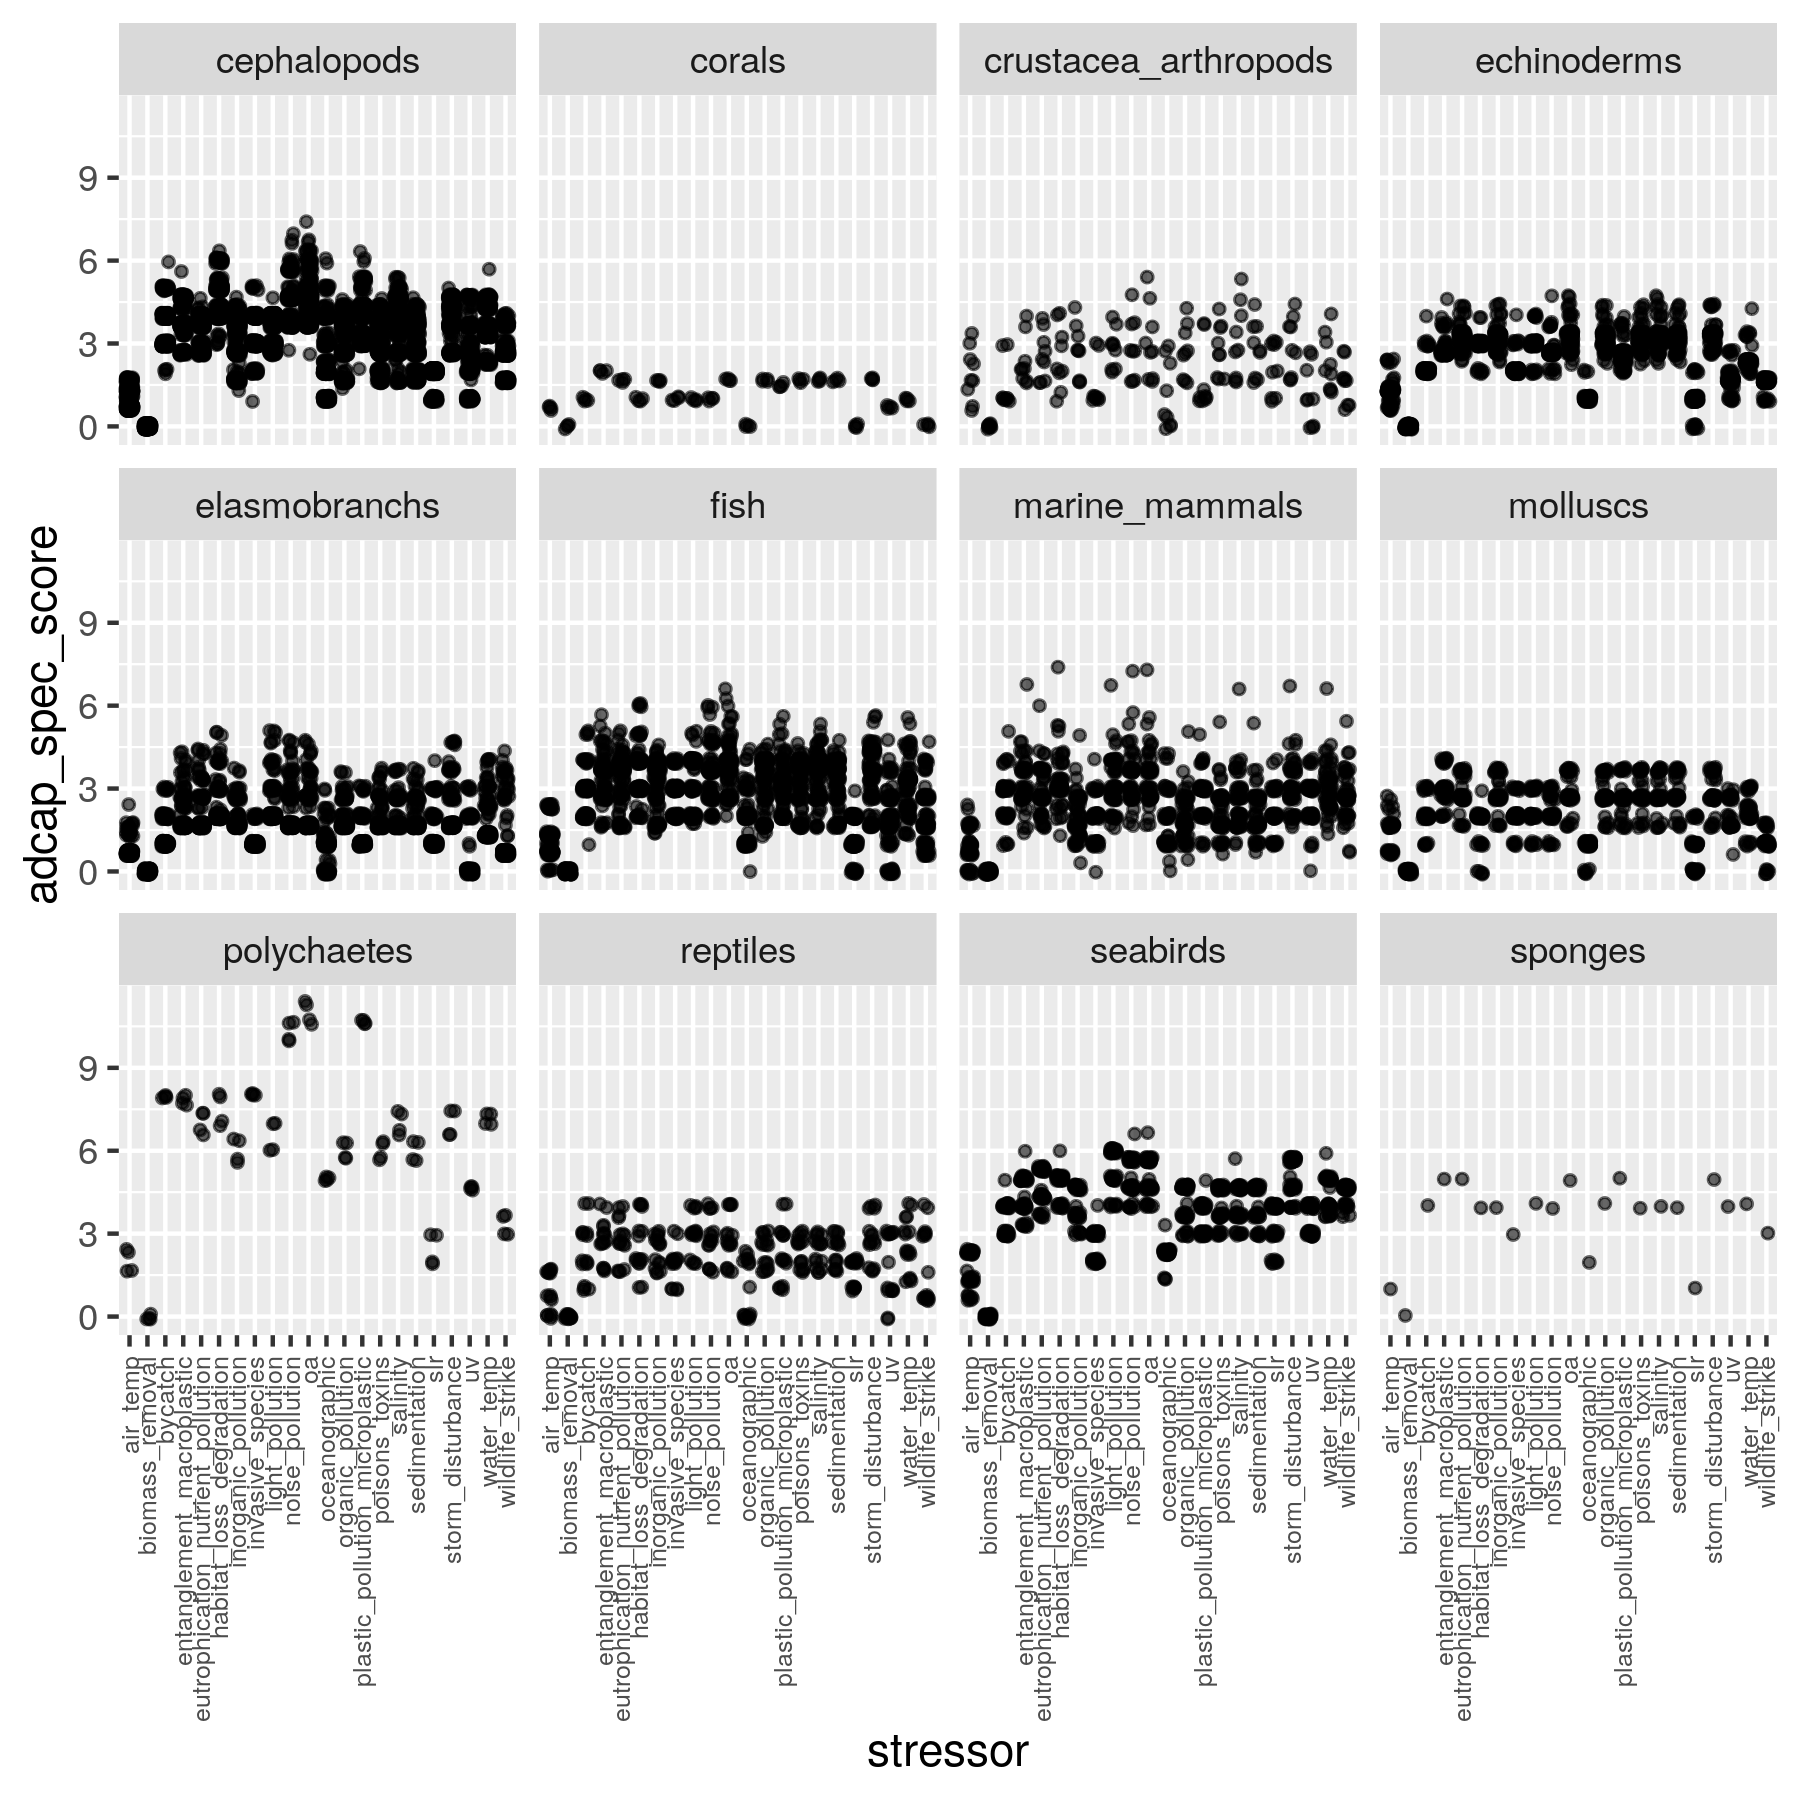 cephalopods
corals
crustacea_arthropods
echinoderms
9
6
3
0
elasmobranchs
fish
marine_mammals
molluscs
9
6
3
0
polychaetes
reptiles
seabirds
sponges
9
6
3
0
adcap_spec_score
air_temp
biomass_removal
bycatch
entanglement_macroplastic
eutrophication_nutrient_pollution
habitat_loss_degradation
inorganic_pollution
invasive_species
light_pollution
noise_pollution
oa
oceanographic
organic_pollution
plastic_pollution_microplastic
poisons_toxins
salinity
sedimentation
slr
storm_disturbance
uv
water_temp
wildlife_strike
air_temp
biomass_removal
bycatch
entanglement_macroplastic
eutrophication_nutrient_pollution
habitat_loss_degradation
inorganic_pollution
invasive_species
light_pollution
noise_pollution
oa
oceanographic
organic_pollution
plastic_pollution_microplastic
poisons_toxins
salinity
sedimentation
slr
storm_disturbance
uv
water_temp
wildlife_strike
air_temp
biomass_removal
bycatch
entanglement_macroplastic
eutrophication_nutrient_pollution
habitat_loss_degradation
inorganic_pollution
invasive_species
light_pollution
noise_pollution
oa
oceanographic
organic_pollution
plastic_pollution_microplastic
poisons_toxins
salinity
sedimentation
slr
storm_disturbance
uv
water_temp
wildlife_strike
air_temp
biomass_removal
bycatch
entanglement_macroplastic
eutrophication_nutrient_pollution
habitat_loss_degradation
inorganic_pollution
invasive_species
light_pollution
noise_pollution
oa
oceanographic
organic_pollution
plastic_pollution_microplastic
poisons_toxins
salinity
sedimentation
slr
storm_disturbance
uv
water_temp
wildlife_strike
stressor